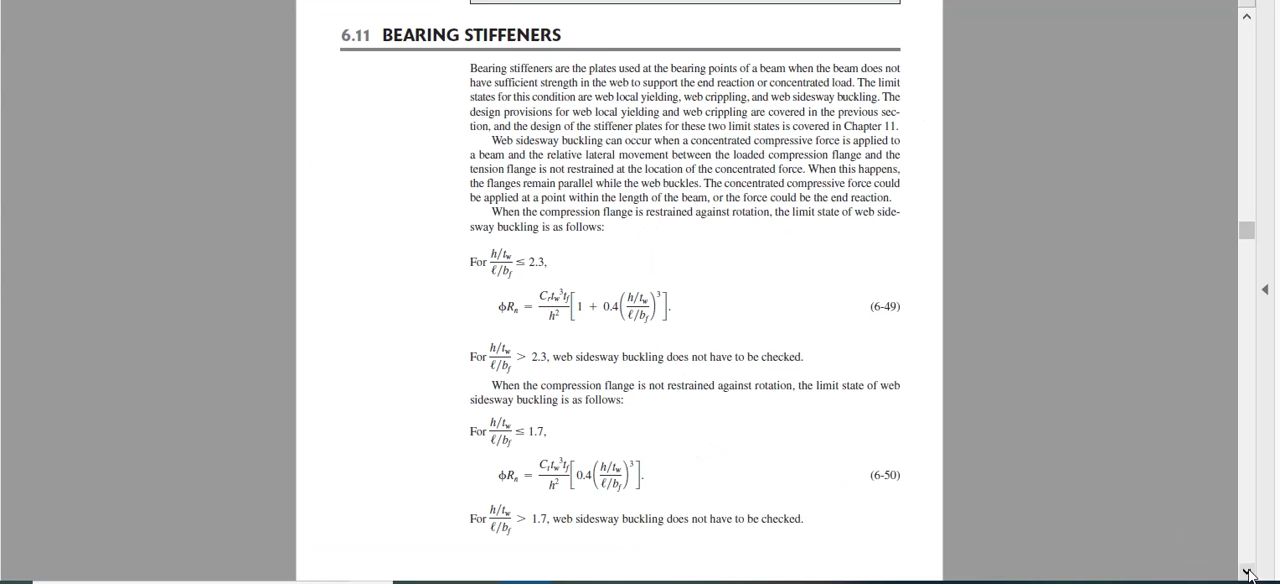 6.11 BEARING STIFFENERS
Bearing stiffeners are the plates used at the bearing points of a beam when the beam does not
have sufficient strength in the web to support the end reaction or concentrated load. The limit
states for this condition are web local yielding, web crippling, and web sidesway buckling. The
design provisions for web local yielding and web crippling are covered in the previous sec-
tion, and the design of the stiffener plates for these two limit states is covered in Chapter 11.
Web sidesway buckling can occur when a concentrated compressive force is applied to
a beam and the relative lateral movement between the loaded compression flange and the
tension flange is not restrained at the location of the concentrated force. When this happens,
the flanges remain parallel while the web buckles. The concentrated compressive force could
be applied at a point within the length of the beam, or the force could be the end reaction.
When the compression flange is restrained against rotation, the limit state of web side-
sway buckling is as follows:
For (h/t_w)/(ℓ/b_f) ≤ 2.3,
ϕR_n = (C_r t_w³ t_f)/h² [1 + 0.4((h/t_w)/(ℓ/b_f))³]. (6-49)
For (h/t_w)/(ℓ/b_f) > 2.3, web sidesway buckling does not have to be checked.
When the compression flange is not restrained against rotation, the limit state of web
sidesway buckling is as follows:
For (h/t_w)/(ℓ/b_f) ≤ 1.7,
ϕR_n = (C_r t_w³ t_f)/h² [0.4((h/t_w)/(ℓ/b_f))³]. (6-50)
For (h/t_w)/(ℓ/b_f) > 1.7, web sidesway buckling does not have to be checked.